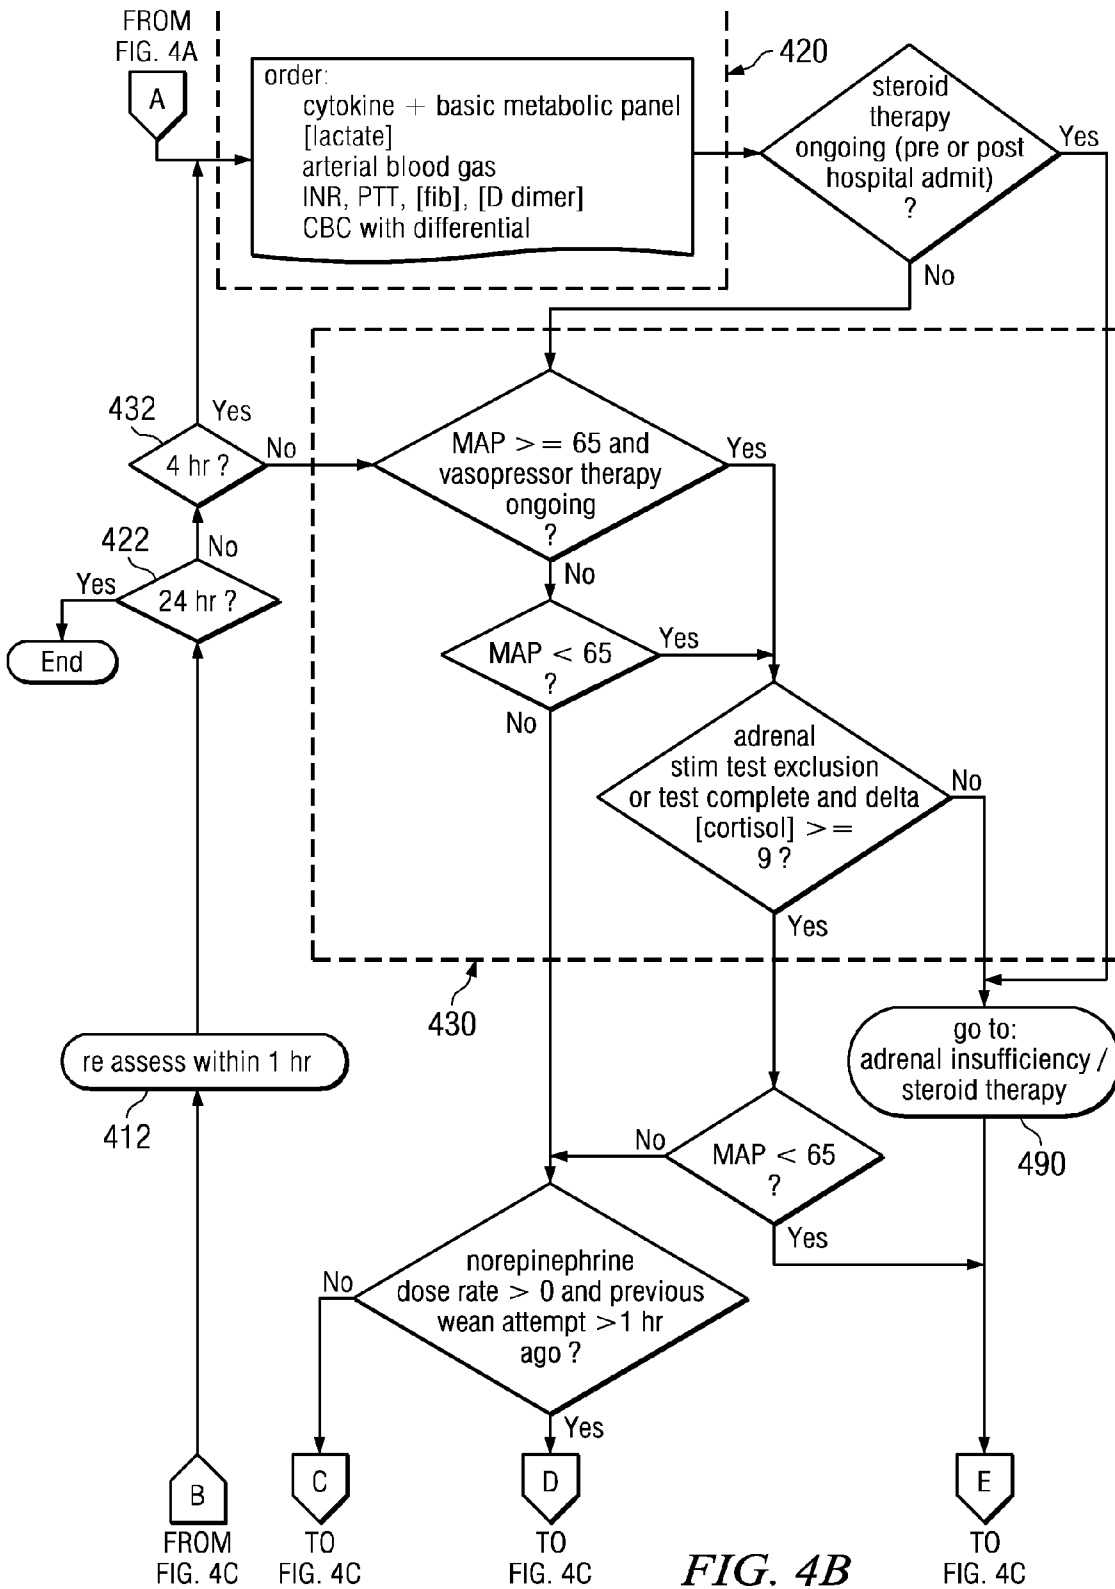 FROM
FIG. 4A
A
order:
cytokine + basic metabolic panel
[lactate]
arterial blood gas
INR, PTT, [fib], [D dimer]
CBC with differential
420
steroid
therapy
ongoing (pre or post
hospital admit)
?
Yes
No
432
Yes
4 hr ?
No
MAP >= 65 and
vasopressor therapy
ongoing
?
Yes
No
422
No
Yes
24 hr ?
End
MAP < 65
?
Yes
No
adrenal
stim test exclusion
or test complete and delta
[cortisol] >=
9 ?
No
Yes
430
re assess within 1 hr
412
go to:
adrenal insufficiency /
steroid therapy
490
MAP < 65
?
No
Yes
norepinephrine
dose rate > 0 and previous
wean attempt >1 hr
ago ?
No
Yes
B
FROM
FIG. 4C
C
TO
FIG. 4C
D
TO
FIG. 4C
E
TO
FIG. 4C
FIG. 4B